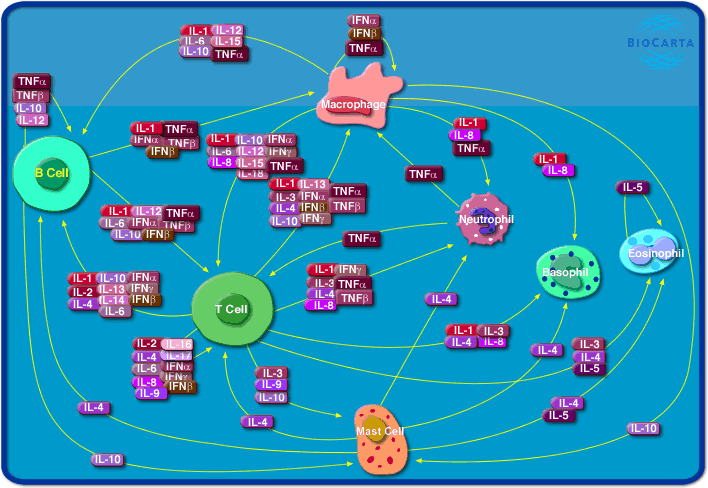 BIOCARTA
IFNα
IFNβ
TNFα
IL-1 IL-12
IL-6 IL-15
IL-10 TNFα
Macrophage
TNFα
TNFβ
IL-10
IL-12
IL-1 TNFα
IFNα TNFβ
IFNβ
IL-1 IL-10 IFNα
IL-6 IL-12 IFNγ
IL-8 IL-15 TNFα
IL-18
IL-1
IL-8
TNFα
IL-1
IL-8
B Cell
IL-1 IL-13
IL-3 IFNα TNFα
IL-4 IFNβ TNFβ
IL-10 IFNγ
TNFα
IL-5
IL-1 IL-12 TNFα
IL-6 IFNα TNFβ
IL-10 IFNβ
Neutrophil
TNFα
Eosinophil
Basophil
IL-1 IL-10 IFNα
IL-2 IL-13 IFNγ
IL-4 IL-14 IFNβ
IL-6
IL-1 IFNγ
IL-3 TNFα
IL-4 TNFβ
IL-8
IL-4
T Cell
IL-1 IL-3
IL-4 IL-8
IL-2 IL-16
IL-4 IL-17
IL-6 IFNα
IL-8 IFNγ
IL-9 IFNβ
IL-4
IL-3
IL-4
IL-5
IL-3
IL-9
IL-10
IL-4
IL-4
IL-4
IL-5
Mast Cell
IL-10
IL-10